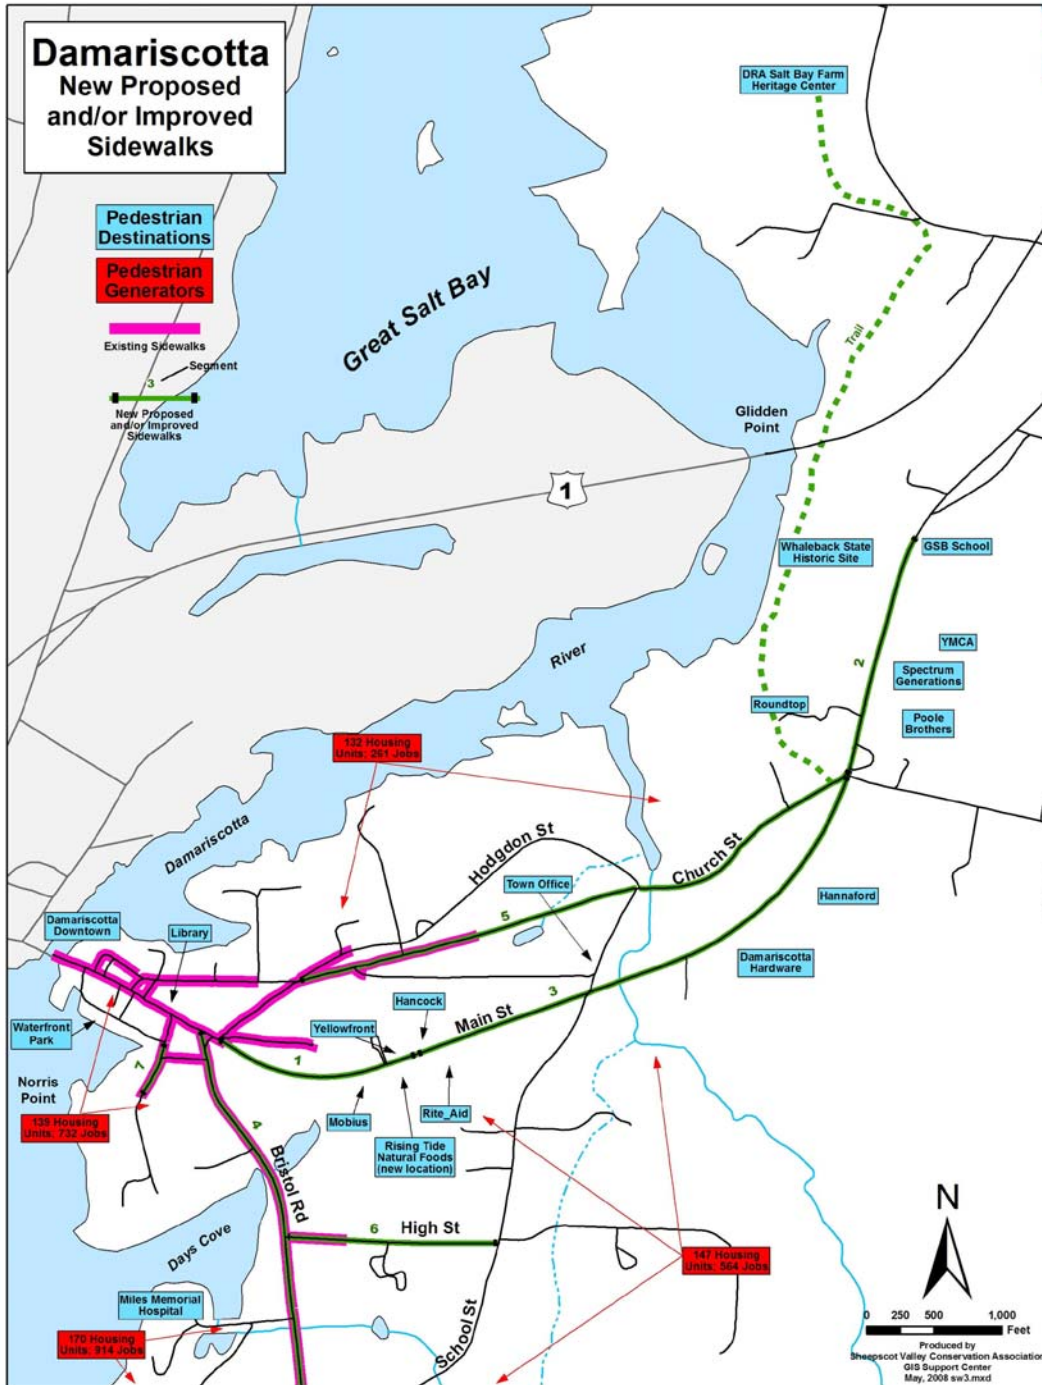 Damariscotta
New Proposed
and/or Improved
Sidewalks
Pedestrian
Destinations
Pedestrian
Generators
Existing Sidewalks
Segment
3
New Proposed
and/or Improved
Sidewalks
DRA Salt Bay Farm
Heritage Center
Great Salt Bay
Trail
Glidden
Point
1
Whaleback State
Historic Site
GSB School
YMCA
2
Spectrum
Generations
River
Roundtop
Poole
Brothers
132 Housing
Units: 261 Jobs
Damariscotta
Hodgdon St
Church St
Town Office
Hannaford
5
Damariscotta
Downtown
Library
Damariscotta
Hardware
3
Hancock
Main St
Yellowfront
Waterfront
Park
1
7
Norris
Point
139 Housing
Units: 732 Jobs
4
Mobius
Rite_Aid
Rising Tide
Natural Foods
(new location)
Bristol Rd
6
High St
Days Cove
147 Housing
Units: 564 Jobs
N
Miles Memorial
Hospital
170 Housing
Units: 914 Jobs
School St
0 250 500 1,000
Feet
Produced by
Sheepscot Valley Conservation Association
GIS Support Center
May, 2008 sw3.mxd